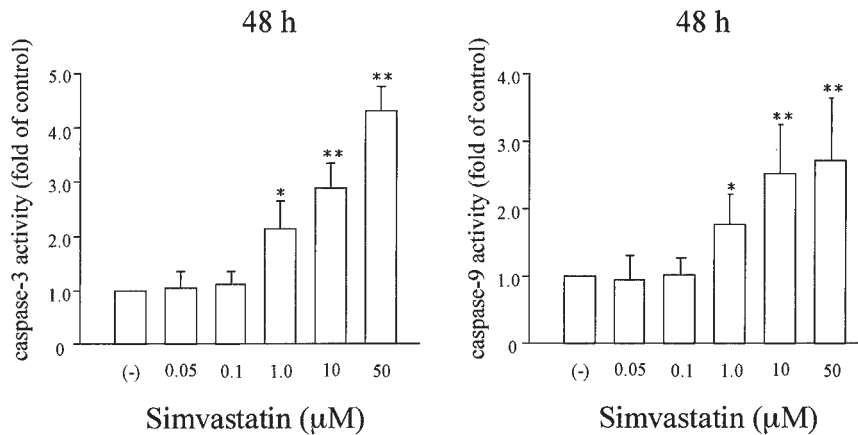 48 h
caspase-3 activity (fold of control)
5.0
4.0
3.0
2.0
1.0
0
*
**
**
(-) 0.05 0.1 1.0 10 50
Simvastatin (μM)
48 h
caspase-9 activity (fold of control)
4.0
3.0
2.0
1.0
0
*
**
**
(-) 0.05 0.1 1.0 10 50
Simvastatin (μM)